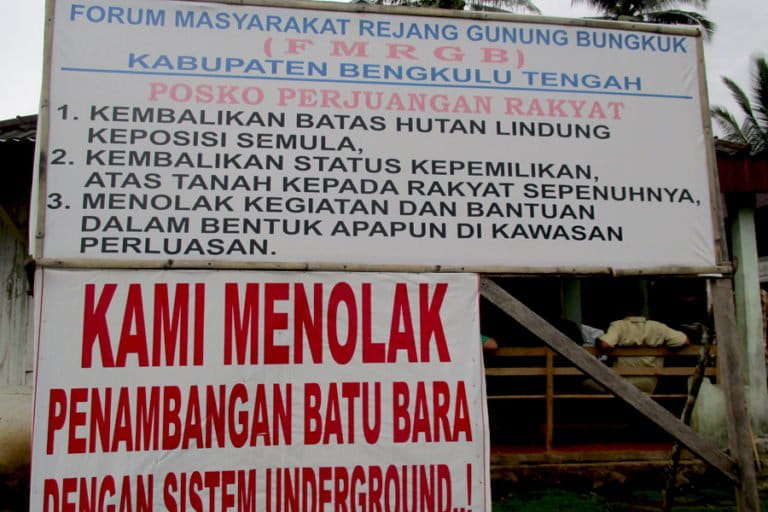 FORUM MASYARAKAT REJANG GUNUNG BUNGKUK
(FMRGB)
KABUPATEN BENGKULU TENGAH
POSKO PERJUANGAN RAKYAT
1. KEMBALIKAN BATAS HUTAN LINDUNG
KEPOSISI SEMULA,
2. KEMBALIKAN STATUS KEPEMILIKAN,
ATAS TANAH KEPADA RAKYAT SEPENUHNYA,
3. MENOLAK KEGIATAN DAN BANTUAN
DALAM BENTUK APAPUN DI KAWASAN
PERLUASAN.
KAMI MENOLAK
PENAMBANGAN BATU BARA
DENGAN SISTEM UNDERGROUND..!